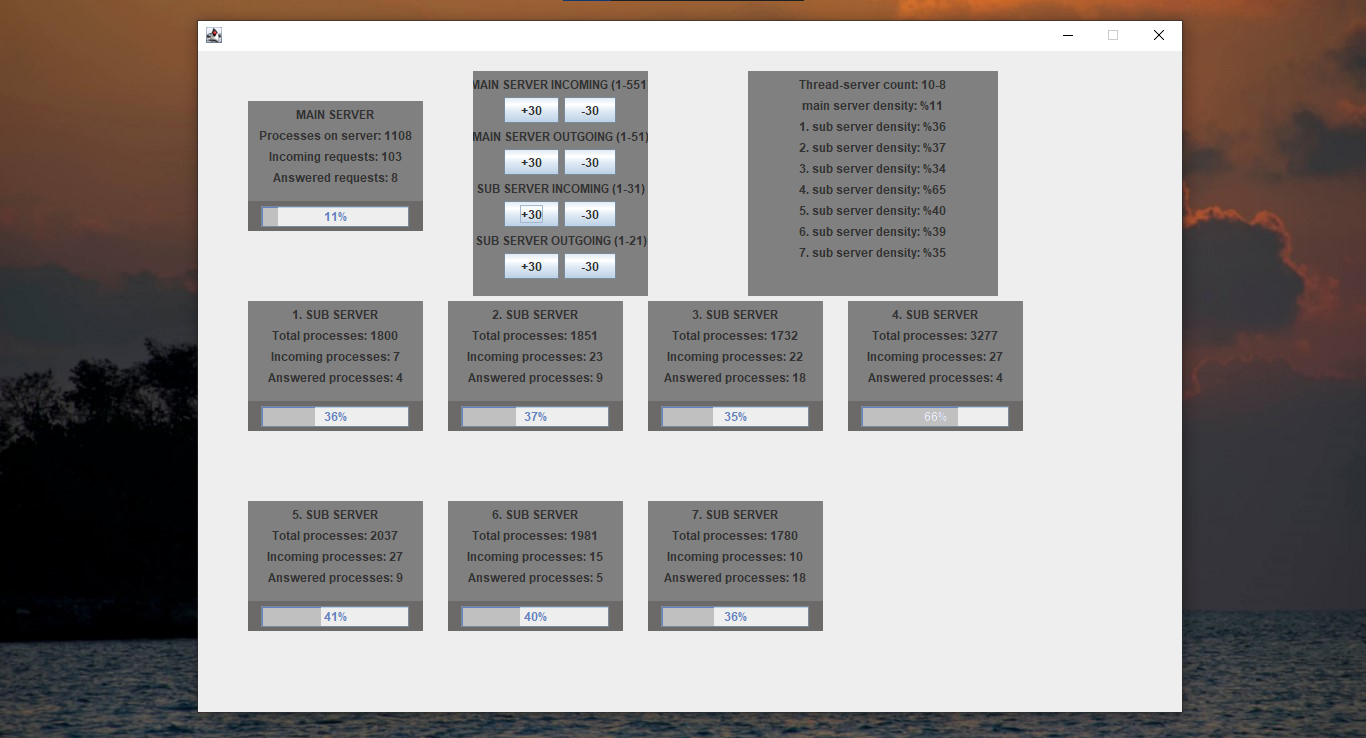 MAIN SERVER
Processes on server: 1108
Incoming requests: 103
Answered requests: 8
11%
MAIN SERVER INCOMING (1-551
+30 -30
MAIN SERVER OUTGOING (1-51)
+30 -30
SUB SERVER INCOMING (1-31)
+30 -30
SUB SERVER OUTGOING (1-21)
+30 -30
Thread-server count: 10-8
main server density: %11
1. sub server density: %36
2. sub server density: %37
3. sub server density: %34
4. sub server density: %65
5. sub server density: %40
6. sub server density: %39
7. sub server density: %35
1. SUB SERVER
Total processes: 1800
Incoming processes: 7
Answered processes: 4
36%
2. SUB SERVER
Total processes: 1851
Incoming processes: 23
Answered processes: 9
37%
3. SUB SERVER
Total processes: 1732
Incoming processes: 22
Answered processes: 18
35%
4. SUB SERVER
Total processes: 3277
Incoming processes: 27
Answered processes: 4
66%
5. SUB SERVER
Total processes: 2037
Incoming processes: 27
Answered processes: 9
41%
6. SUB SERVER
Total processes: 1981
Incoming processes: 15
Answered processes: 5
40%
7. SUB SERVER
Total processes: 1780
Incoming processes: 10
Answered processes: 18
36%